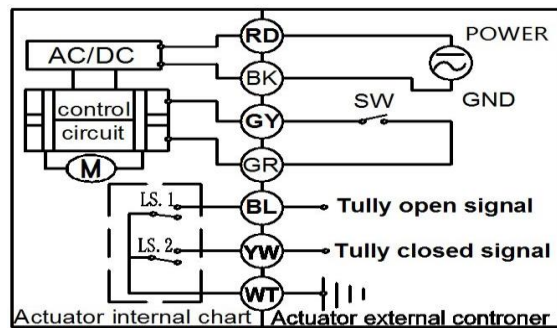 AC/DC
RD
POWER
BK
GND
control
circuit
GY
SW
M
GR
LS. 1
BL
Tully open signal
LS. 2
YW
Tully closed signal
WT
Actuator internal chart
Actuator external controner